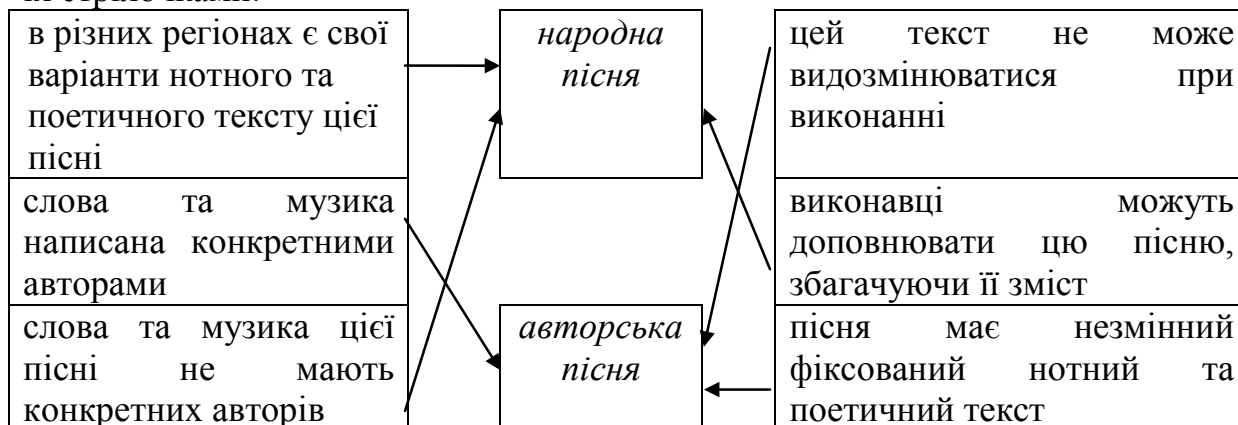 в різних регіонах є свої
варіанти нотного та
поетичного тексту цієї
пісні
народна
пісня
цей текст не може
видозмінюватися при
виконанні
слова та музика
написана конкретними
авторами
виконавці можуть
доповнювати цю пісню,
збагачуючи її зміст
слова та музика цієї
пісні не мають
конкретних авторів
авторська
пісня
пісня має незмінний
фіксований нотний та
поетичний текст